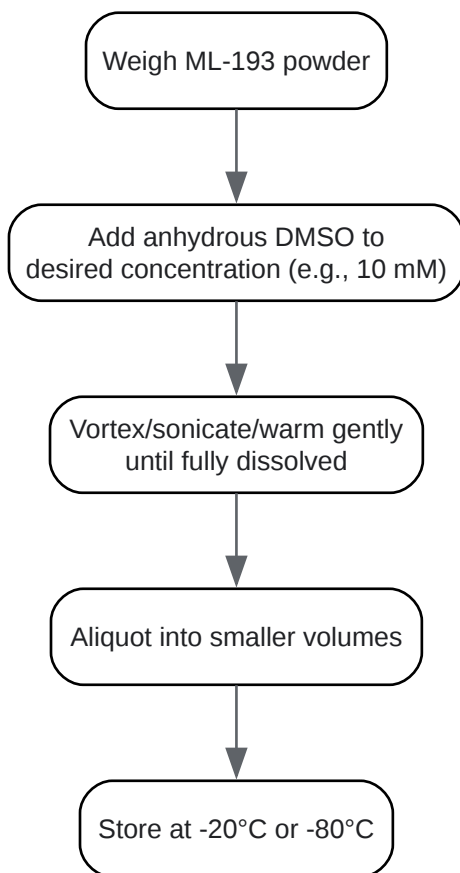 Weigh ML-193 powder
Add anhydrous DMSO to
desired concentration (e.g., 10 mM)
Vortex/sonicate/warm gently
until fully dissolved
Aliquot into smaller volumes
Store at -20°C or -80°C